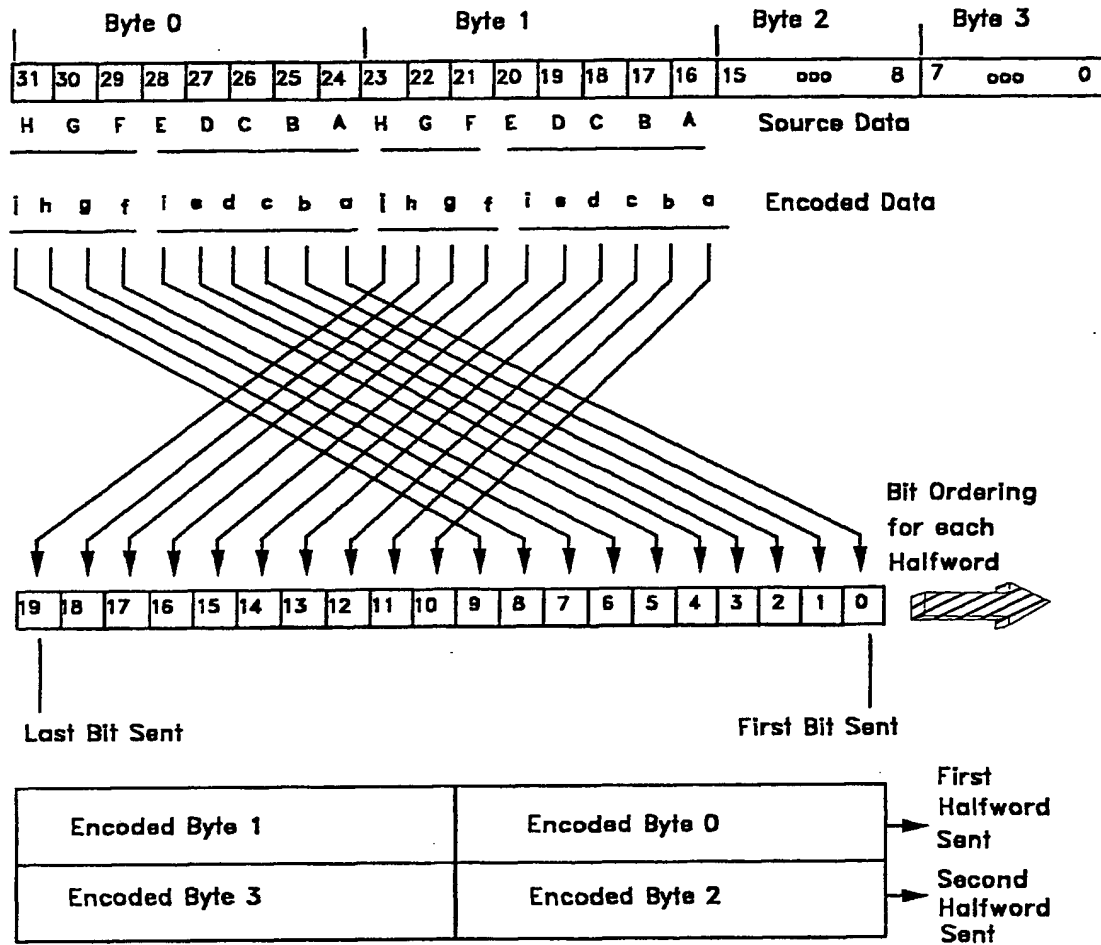 Byte 0 Byte 1 Byte 2 Byte 3
31 30 29 28 27 26 25 24 23 22 21 20 19 18 17 16 15 ooo 8 7 ooo 0
H G F E D C B A H G F E D C B A Source Data
j h g f i e d c b a j h g f i e d c b a Encoded Data
Bit Ordering
for each
Halfword
19 18 17 16 15 14 13 12 11 10 9 8 7 6 5 4 3 2 1 0
Last Bit Sent First Bit Sent
First
Halfword
Sent
Encoded Byte 1 Encoded Byte 0
Encoded Byte 3 Encoded Byte 2
Second
Halfword
Sent